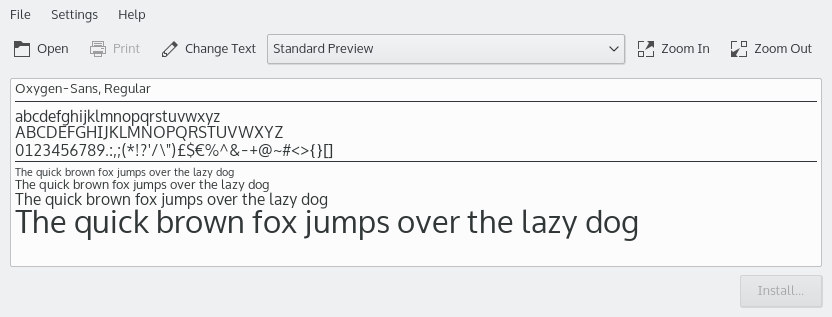 File Settings Help
Open Print Change Text Standard Preview Zoom In Zoom Out
Oxygen-Sans, Regular
abcdefghijklmnopqrstuvwxyz
ABCDEFGHIJKLMNOPQRSTUVWXYZ
0123456789.:,;(*!?'/\")£$€%^&-+@~#<>{}[]
The quick brown fox jumps over the lazy dog
The quick brown fox jumps over the lazy dog
The quick brown fox jumps over the lazy dog
The quick brown fox jumps over the lazy dog
Install...